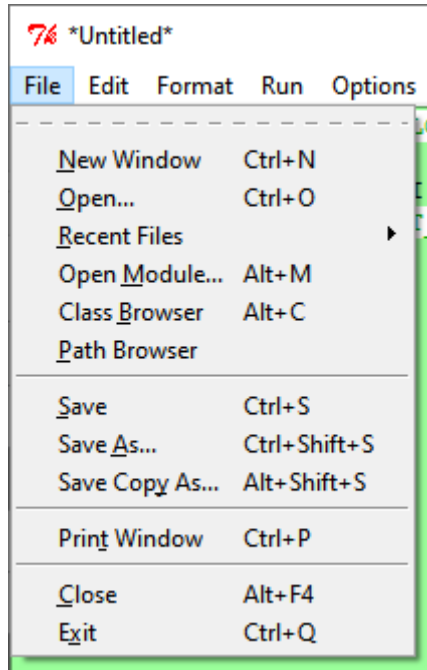 *Untitled*
File Edit Format Run Options
New Window Ctrl+N
Open... Ctrl+O
Recent Files
Open Module... Alt+M
Class Browser Alt+C
Path Browser
Save Ctrl+S
Save As... Ctrl+Shift+S
Save Copy As... Alt+Shift+S
Print Window Ctrl+P
Close Alt+F4
Exit Ctrl+Q